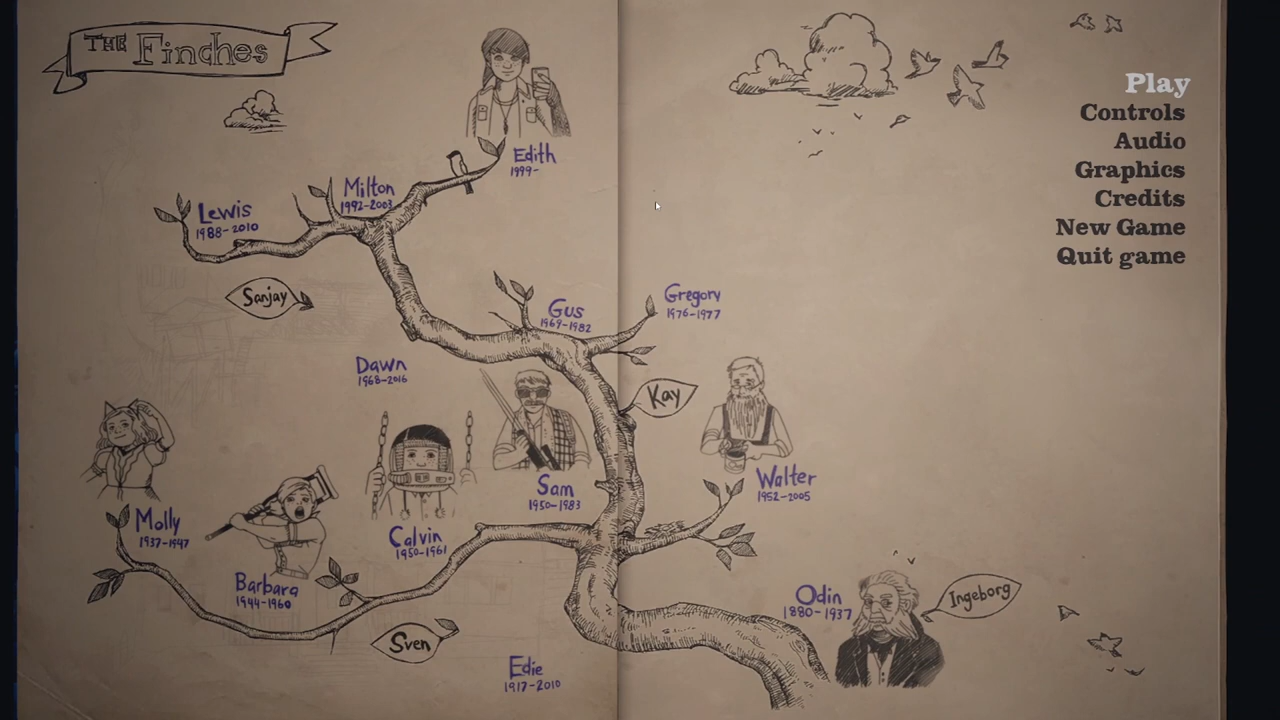 THE Finches
Play
Controls
Audio
Graphics
Credits
New Game
Quit game
Edith
1999-
Milton
1992-2003
Lewis
1988-2010
Sanjay
Gus
1969-1982
Gregory
1976-1977
Dawn
1968-2016
Kay
Sam
1950-1983
Walter
1952-2005
Molly
1937-1947
Calvin
1950-1961
Barbara
1944-1960
Odin
1880-1937
Ingeborg
Sven
Edie
1917-2010